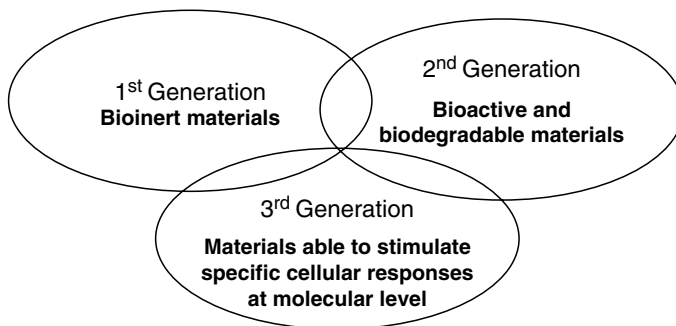 1st Generation
Bioinert materials
2nd Generation
Bioactive and
biodegradable materials
3rd Generation
Materials able to stimulate
specific cellular responses
at molecular level